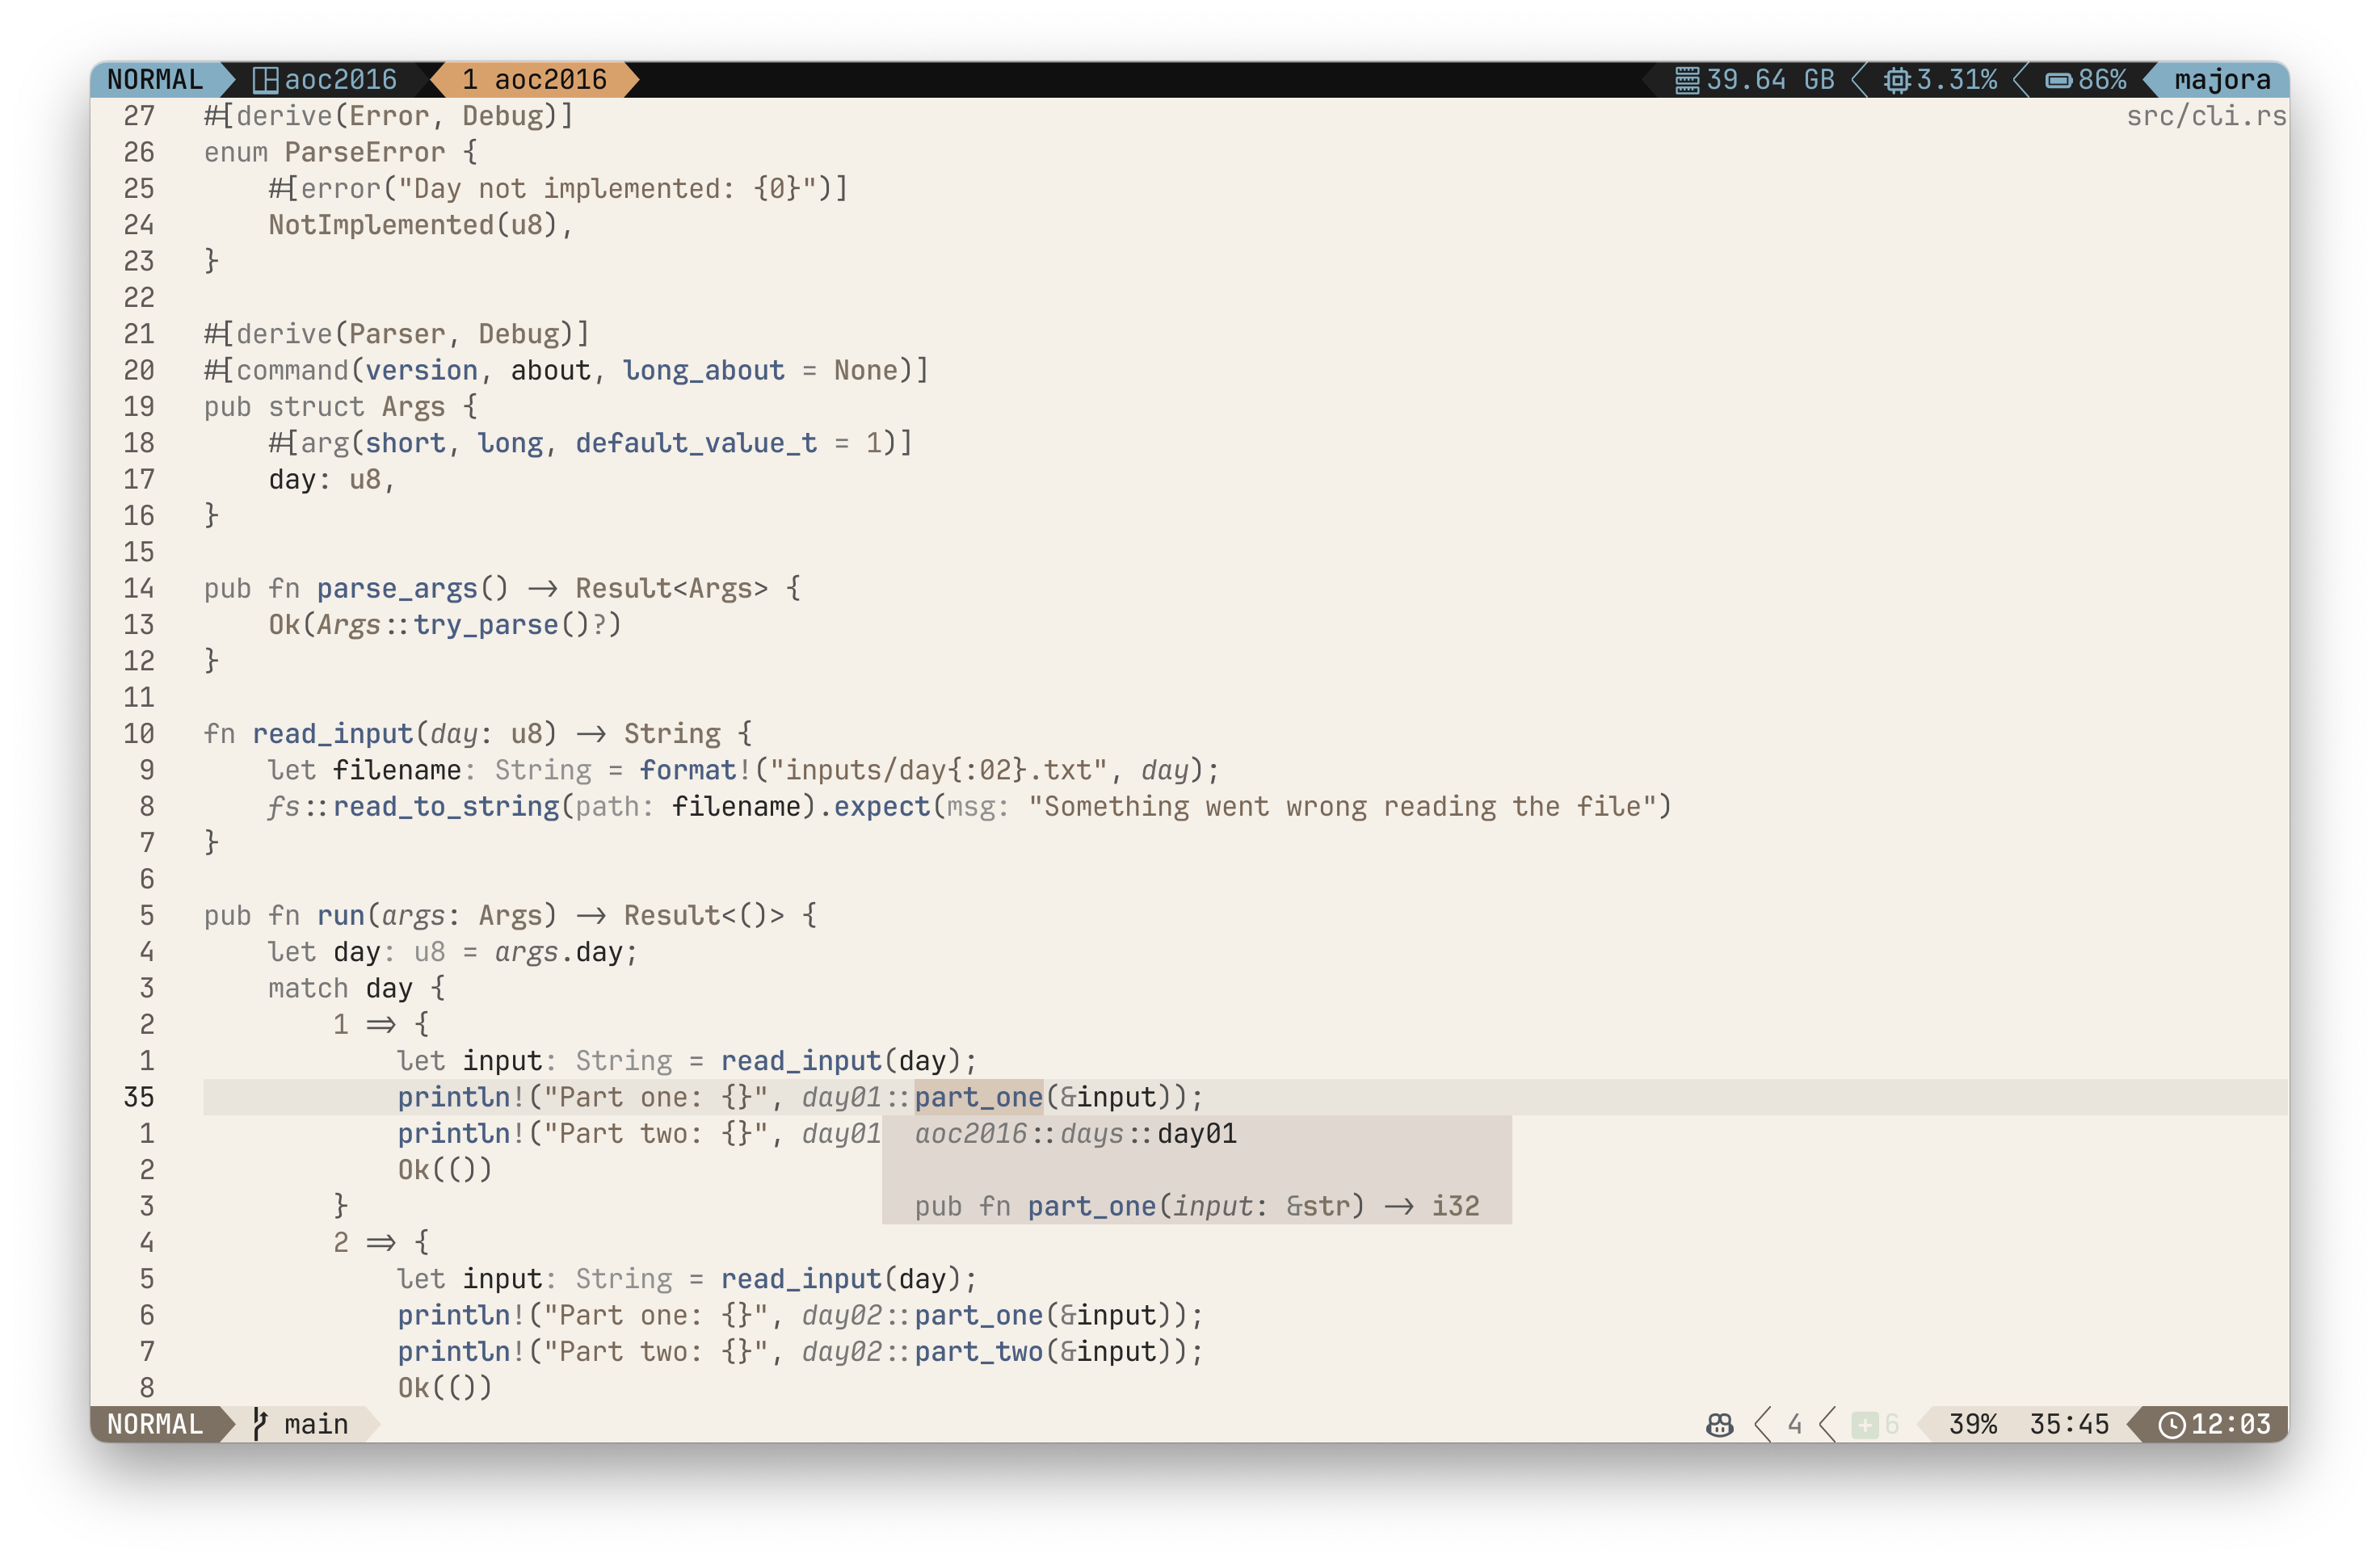 NORMAL aoc2016 1 aoc2016 39.64 GB 3.31% 86% majora
27 #[derive(Error, Debug)] src/cli.rs
26 enum ParseError {
25     #[error("Day not implemented: {0}")]
24     NotImplemented(u8),
23 }
22
21 #[derive(Parser, Debug)]
20 #[command(version, about, long_about = None)]
19 pub struct Args {
18     #[arg(short, long, default_value_t = 1)]
17     day: u8,
16 }
15
14 pub fn parse_args() -> Result<Args> {
13     Ok(Args::try_parse()?)
12 }
11
10 fn read_input(day: u8) -> String {
9     let filename: String = format!("inputs/day{:02}.txt", day);
8     fs::read_to_string(path: filename).expect(msg: "Something went wrong reading the file")
7 }
6
5 pub fn run(args: Args) -> Result<()> {
4     let day: u8 = args.day;
3     match day {
2         1 => {
1             let input: String = read_input(day);
35             println!("Part one: {}", day01::part_one(&input));
1             println!("Part two: {}", day01 aoc2016::days::day01
2             Ok(())
3         } pub fn part_one(input: &str) -> i32
4         2 => {
5             let input: String = read_input(day);
6             println!("Part one: {}", day02::part_one(&input));
7             println!("Part two: {}", day02::part_two(&input));
8             Ok(())
NORMAL main 4 6 39% 35:45 12:03